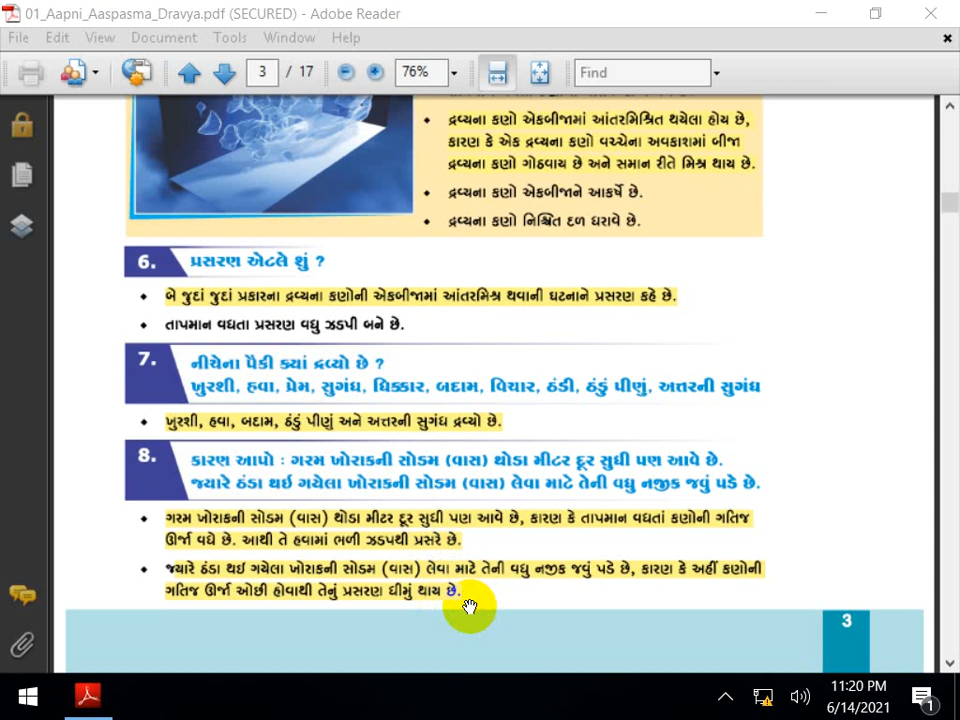 01_Aapni_Aaspasma_Dravya.pdf (SECURED) - Adobe Reader
File Edit View Document Tools Window Help
3 / 17 76% Find
દ્રવ્યના કણો એકબીજામાં આંતરમિશ્રિત થયેલા હોય છે,
કારણ કે એક દ્રવ્યના કણો વચ્ચેના અવકાશમાં બીજા
દ્રવ્યના કણો ગોઠવાય છે અને સમાન રીતે મિશ્ર થાય છે.
દ્રવ્યના કણો એકબીજાને આકર્ષે છે.
દ્રવ્યના કણો નિશ્ચિત દળ ધરાવે છે.
6. પ્રસરણ એટલે શું ?
બે જુદાં જુદાં પ્રકારના દ્રવ્યના કણોની એકબીજામાં આંતરમિશ્ર થવાની ઘટનાને પ્રસરણ કહે છે.
તાપમાન વધતા પ્રસરણ વધુ ઝડપી બને છે.
7. નીચેના પૈકી ક્યાં દ્રવ્યો છે ?
ખુરશી, હવા, પ્રેમ, સુગંધ, ધિક્કાર, બદામ, વિચાર, ઠંડી, ઠંડું પીણું, અત્તરની સુગંધ
ખુરશી, હવા, બદામ, ઠંડું પીણું અને અત્તરની સુગંધ દ્રવ્યો છે.
8. કારણ આપો : ગરમ ખોરાકની સોડમ (વાસ) થોડા મીટર દૂર સુધી પણ આવે છે.
જ્યારે ઠંડા થઇ ગયેલા ખોરાકની સોડમ (વાસ) લેવા માટે તેની વધુ નજીક જવું પડે છે.
ગરમ ખોરાકની સોડમ (વાસ) થોડા મીટર દૂર સુધી પણ આવે છે, કારણ કે તાપમાન વધતાં કણોની ગતિજ
ઊર્જા વધે છે. આથી તે હવામાં ભળી ઝડપથી પ્રસરે છે.
જ્યારે ઠંડા થઇ ગયેલા ખોરાકની સોડમ (વાસ) લેવા માટે તેની વધુ નજીક જવું પડે છે, કારણ કે અહીં કણોની
ગતિજ ઊર્જા ઓછી હોવાથી તેનું પ્રસરણ ધીમું થાય છે.
3
11:20 PM
6/14/2021
1